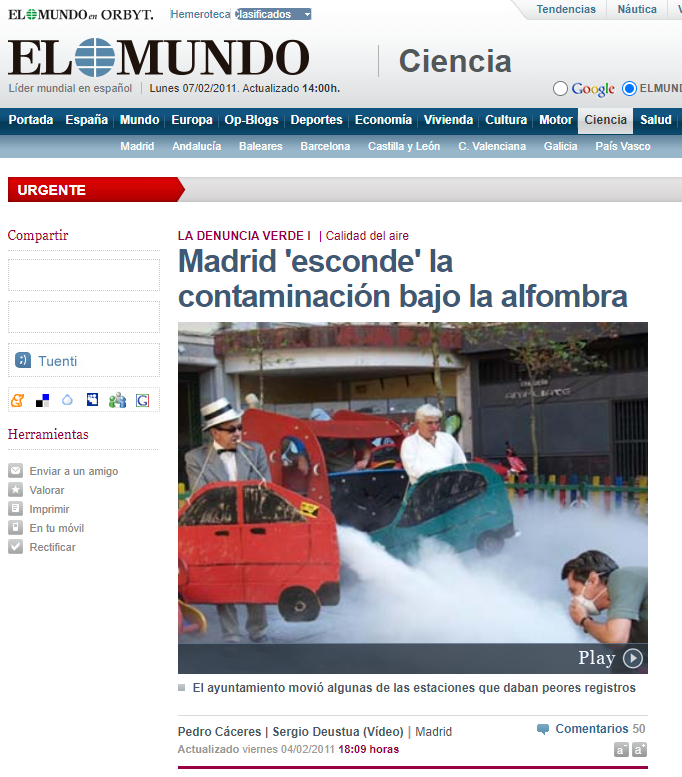 EL MUNDO en ORBYT.
Hemeroteca
Clasificados
Tendencias
Náutica
EL MUNDO
Ciencia
Líder mundial en español
Lunes 07/02/2011. Actualizado 14:00h.
Google
ELMUN
Portada España Mundo Europa Op-Blogs Deportes Economía Vivienda Cultura Motor Ciencia Salud
Madrid Andalucía Baleares Barcelona Castilla y León C. Valenciana Galicia País Vasco
URGENTE
Compartir
Tuenti
Herramientas
Enviar a un amigo
Valorar
Imprimir
En tu móvil
Rectificar
LA DENUNCIA VERDE I | Calidad del aire
Madrid 'esconde' la
contaminación bajo la alfombra
Play
El ayuntamiento movió algunas de las estaciones que daban peores registros
Pedro Cáceres | Sergio Deustua (Vídeo) | Madrid
Comentarios 50
Actualizado viernes 04/02/2011 18:09 horas
a- a+